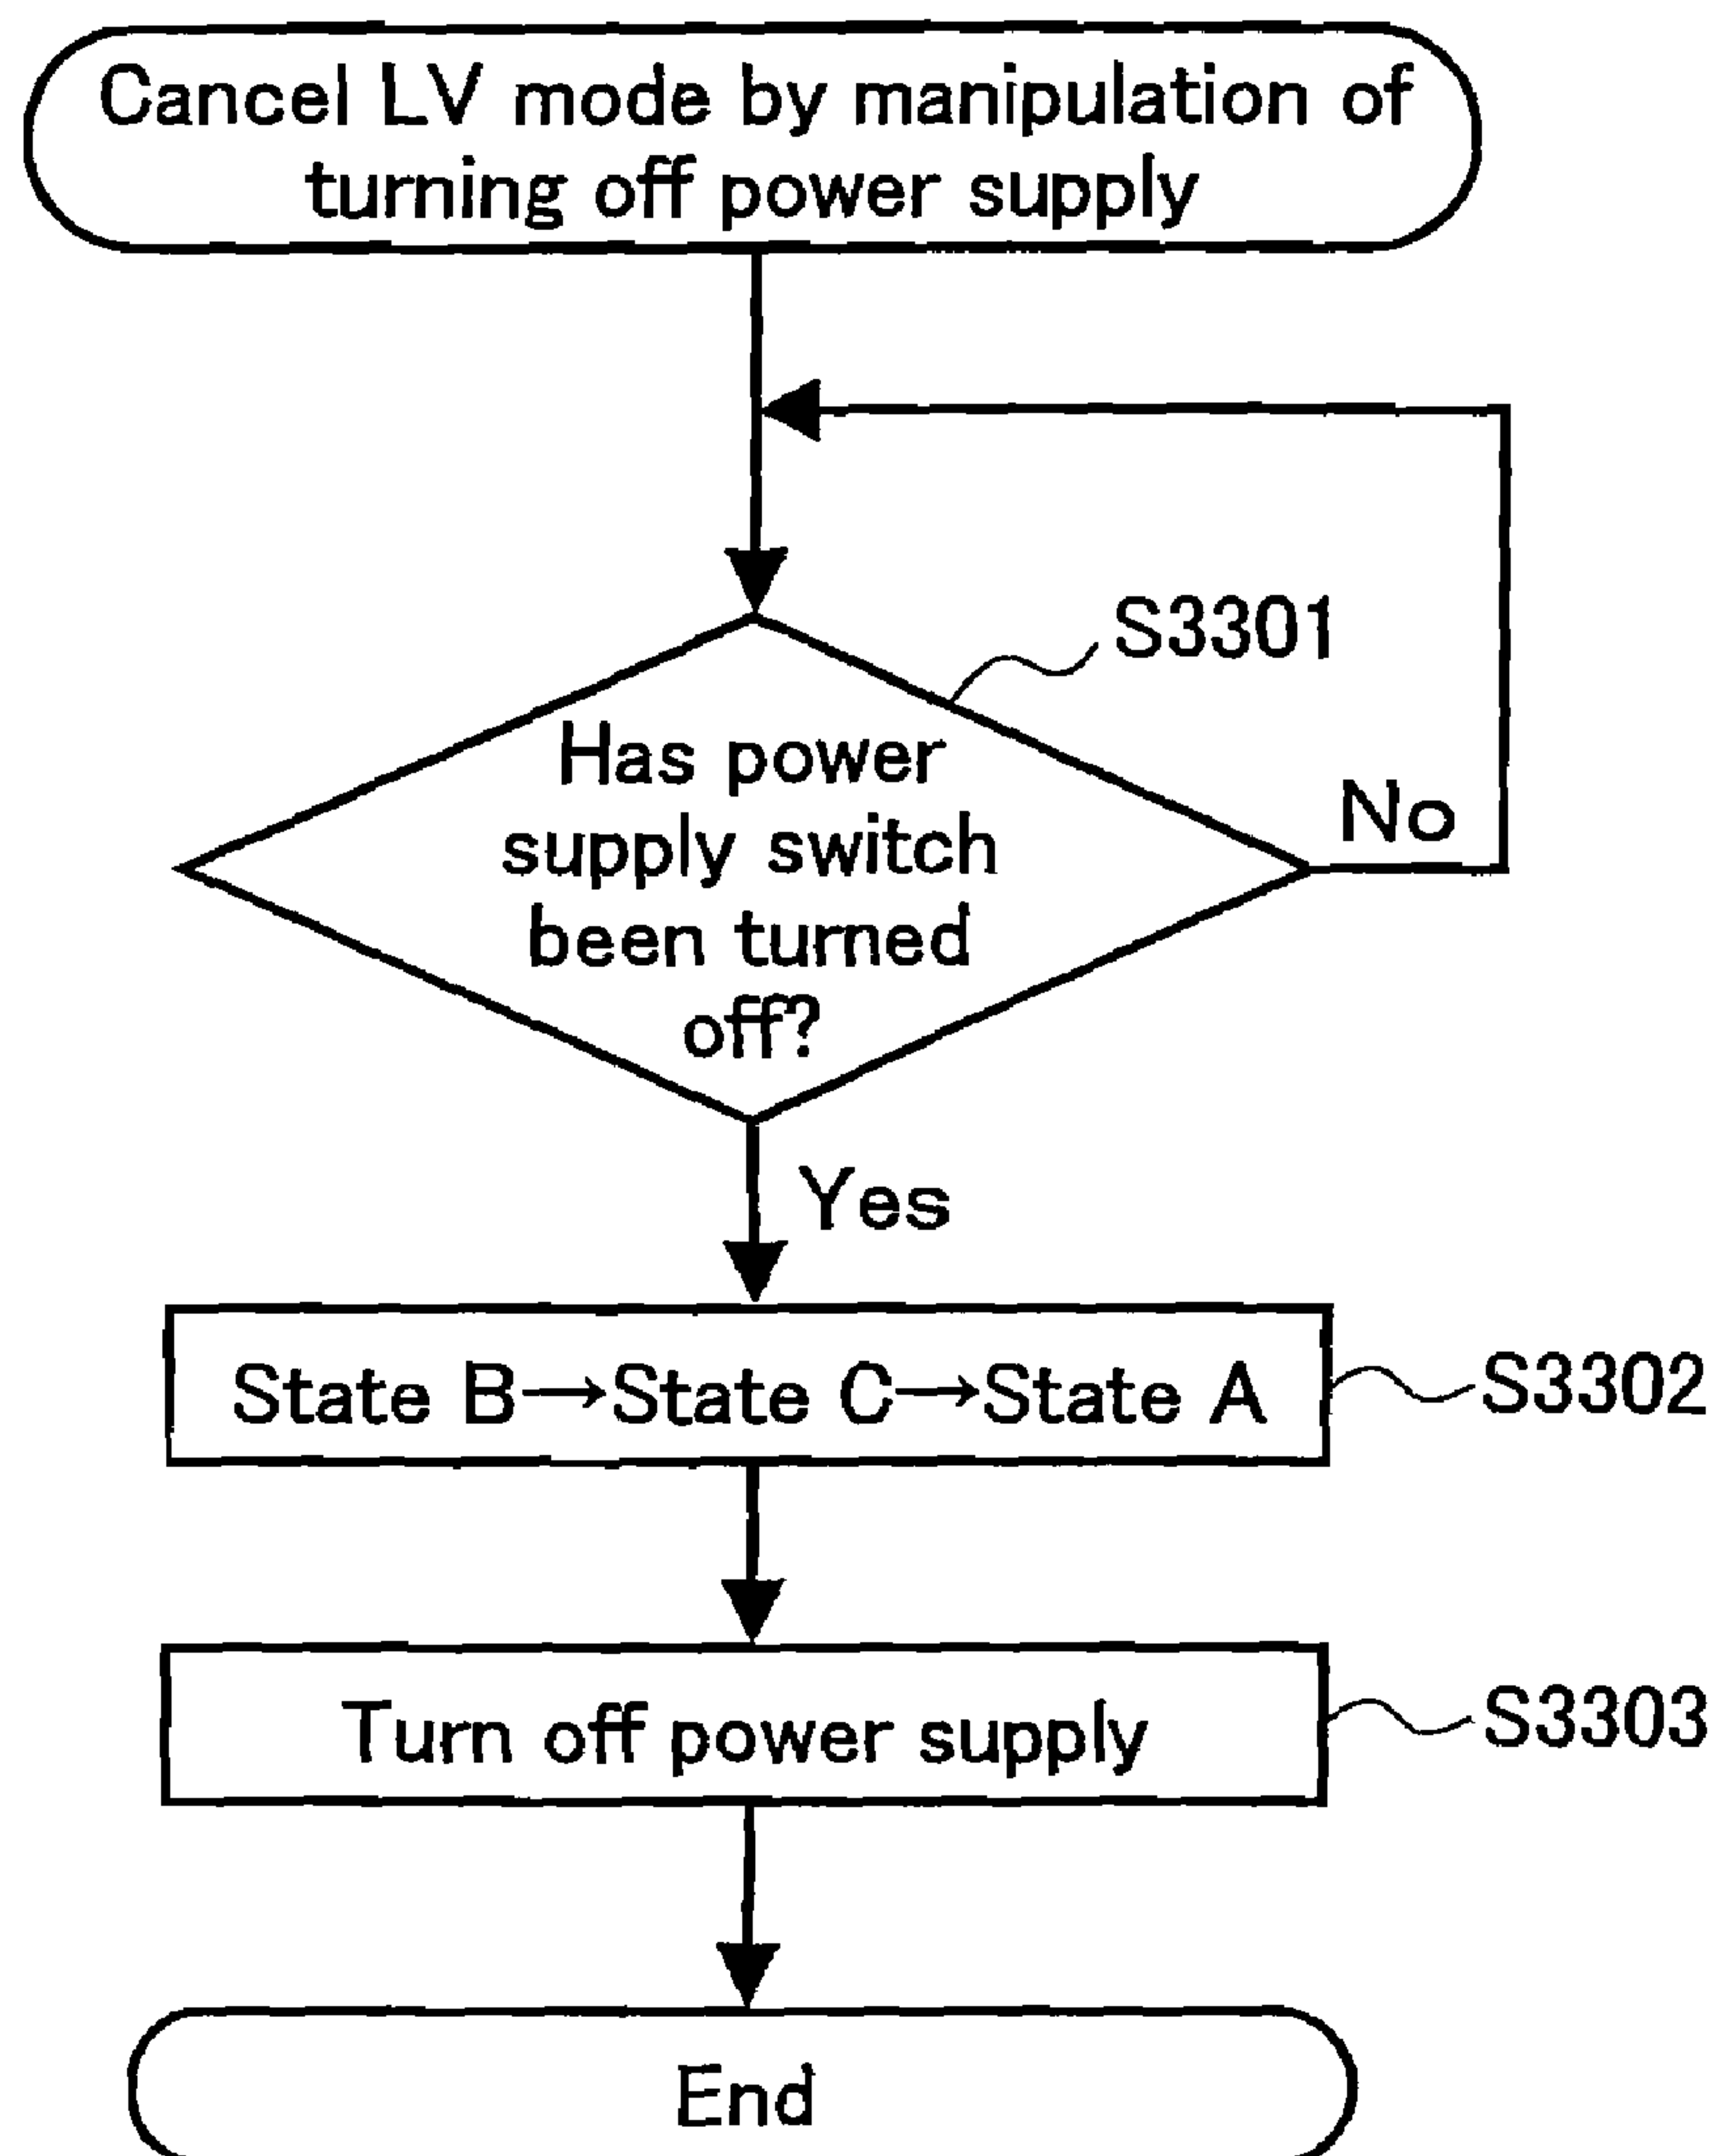 Cancel LV mode by manipulation of
turning off power supply
S3301
Has power
supply switch
been turned
off?
No
Yes
State B→State C→State A
S3302
Turn off power supply
S3303
End